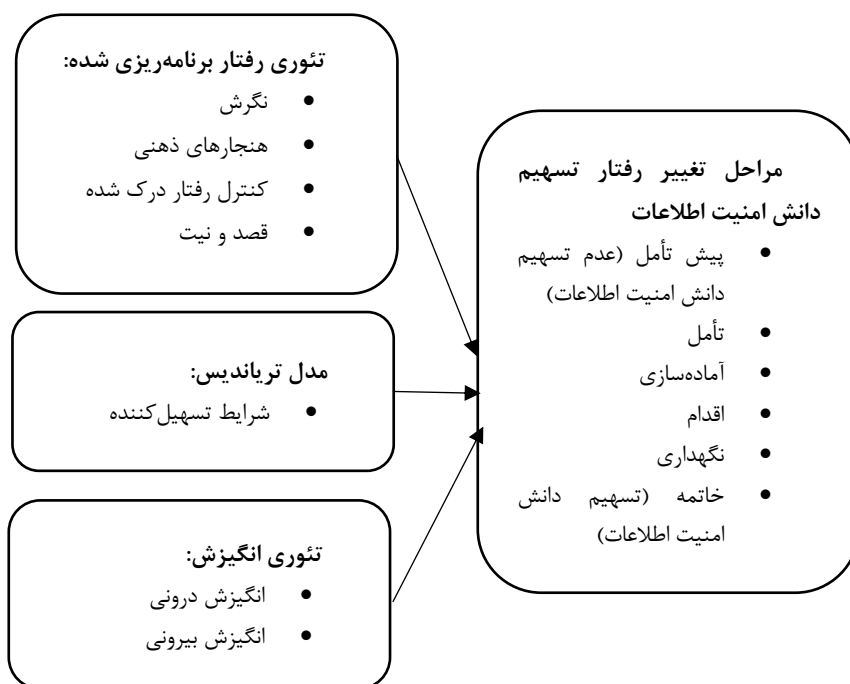 تئوری رفتار برنامه‌ریزی شده:
• نگرش
• هنجارهای ذهنی
• کنترل رفتار درک شده
• قصد و نیت
مدل تریاندیس:
• شرایط تسهیل‌کننده
تئوری انگیزش:
• انگیزش درونی
• انگیزش بیرونی
مراحل تغییر رفتار تسهیم
دانش امنیت اطلاعات
• پیش تأمل (عدم تسهیم
دانش امنیت اطلاعات)
• تأمل
• آماده‌سازی
• اقدام
• نگهداری
• خاتمه (تسهیم دانش
امنیت اطلاعات)